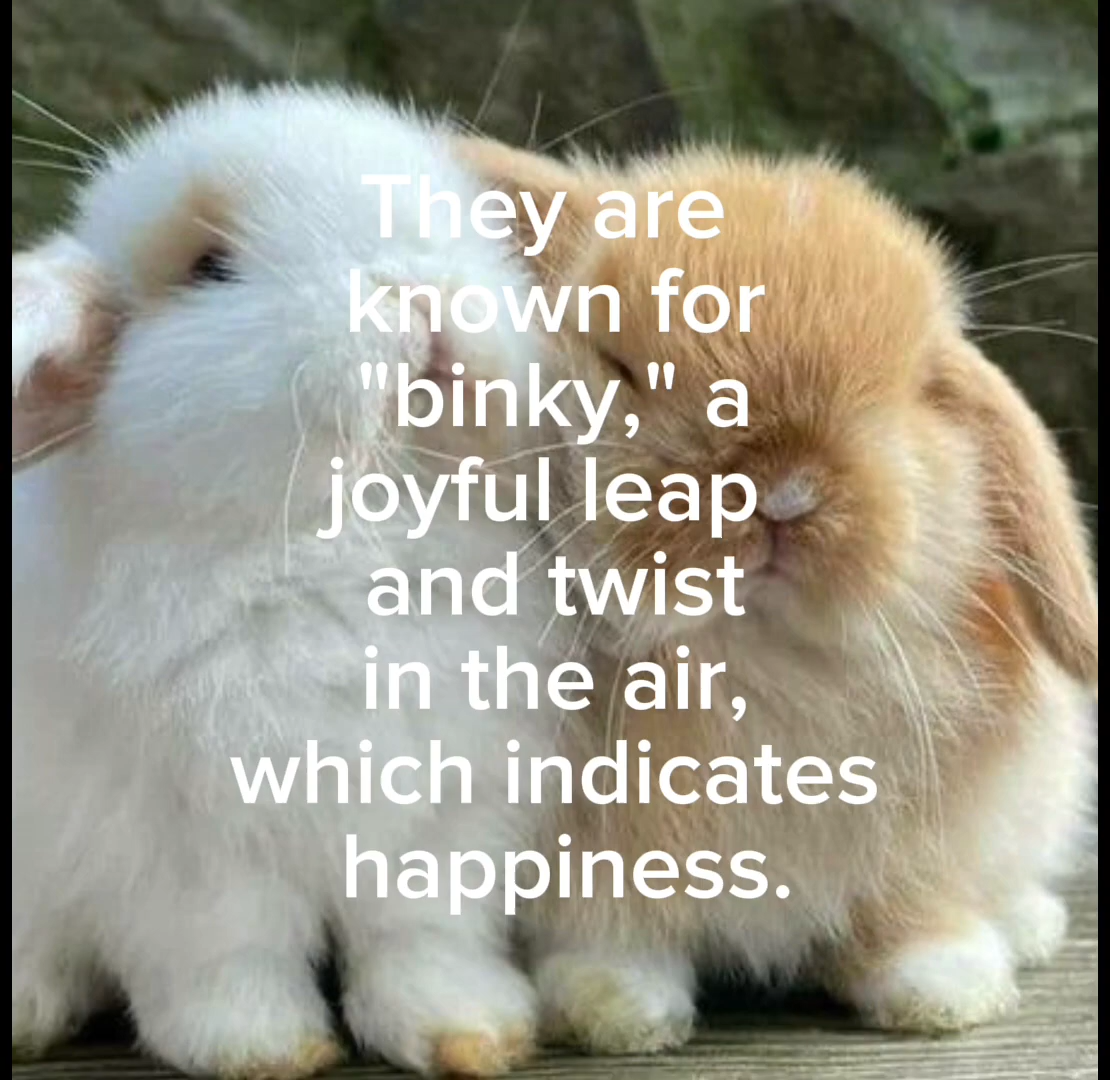 They are
known for
"binky," a
joyful leap
and twist
in the air,
which indicates
happiness.